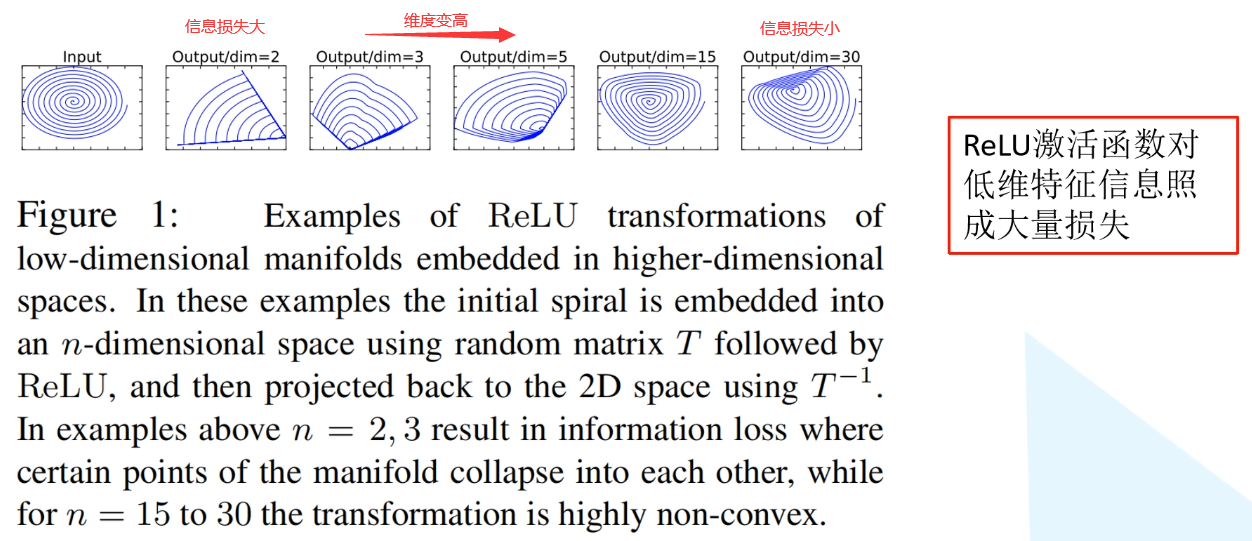 信息损失大
维度变高
信息损失小
Input
Output/dim=2
Output/dim=3
Output/dim=5
Output/dim=15
Output/dim=30
Figure 1: Examples of ReLU transformations of
low-dimensional manifolds embedded in higher-dimensional
spaces. In these examples the initial spiral is embedded into
an n-dimensional space using random matrix T followed by
ReLU, and then projected back to the 2D space using T⁻¹.
In examples above n = 2, 3 result in information loss where
certain points of the manifold collapse into each other, while
for n = 15 to 30 the transformation is highly non-convex.
ReLU激活函数对
低维特征信息照
成大量损失